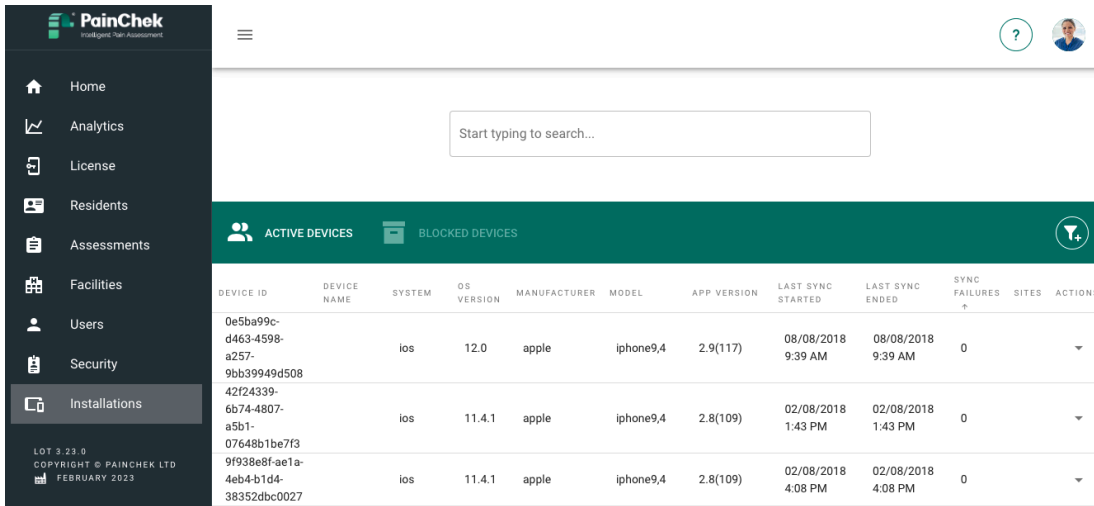 PainChek
Intelligent Pain Assessment
?
Home
Analytics
License
Residents
Assessments
Facilities
Users
Security
Installations
LOT 3.23.0
COPYRIGHT © PAINCHEK LTD
FEBRUARY 2023
Start typing to search...
ACTIVE DEVICES BLOCKED DEVICES
DEVICE ID DEVICE NAME SYSTEM OS VERSION MANUFACTURER MODEL APP VERSION LAST SYNC STARTED LAST SYNC ENDED SYNC FAILURES ↑ SITES ACTIONS
0e5ba99c-
d463-4598-
a257-
9bb39949d508
ios 12.0 apple iphone9,4 2.9(117) 08/08/2018 9:39 AM 08/08/2018 9:39 AM 0
42f24339-
6b74-4807-
a5b1-
07648b1be7f3
ios 11.4.1 apple iphone9,4 2.8(109) 02/08/2018 1:43 PM 02/08/2018 1:43 PM 0
9f938e8f-ae1a-
4eb4-b1d4-
38352dbc0027
ios 11.4.1 apple iphone9,4 2.8(109) 02/08/2018 4:08 PM 02/08/2018 4:08 PM 0